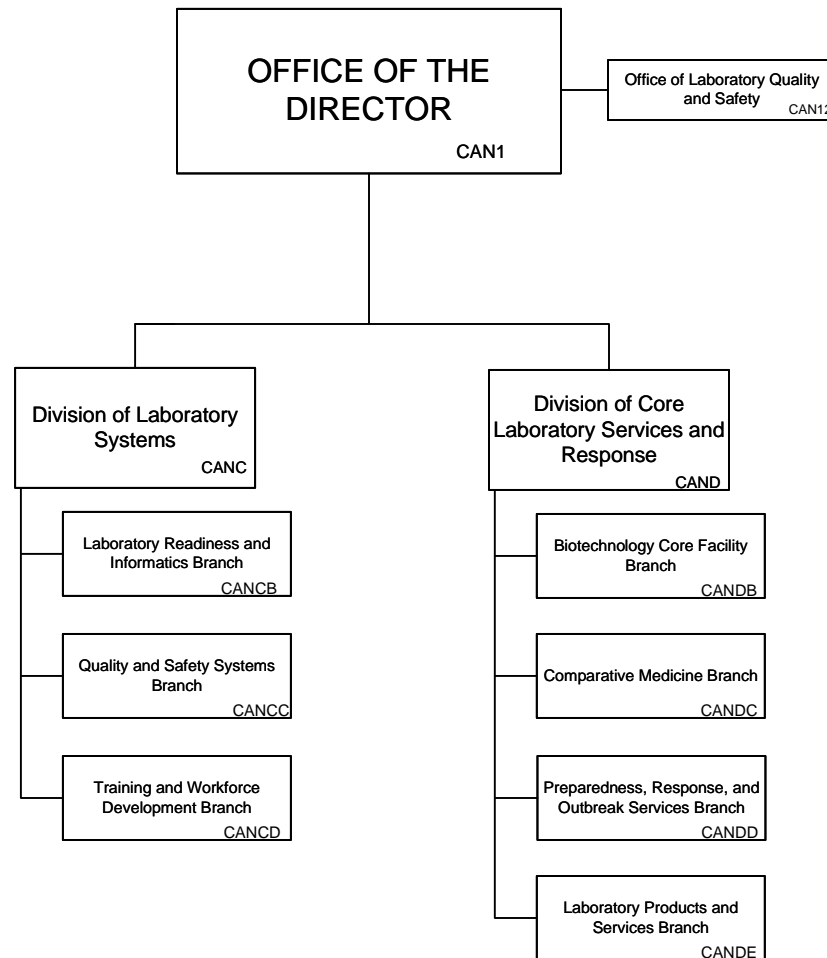 OFFICE OF THE
DIRECTOR
CAN1
Office of Laboratory Quality
and Safety
CAN12
Division of Laboratory
Systems
CANC
Laboratory Readiness and
Informatics Branch
CANCB
Quality and Safety Systems
Branch
CANCC
Training and Workforce
Development Branch
CANCD
Division of Core
Laboratory Services and
Response
CAND
Biotechnology Core Facility
Branch
CANDB
Comparative Medicine Branch
CANDC
Preparedness, Response, and
Outbreak Services Branch
CANDD
Laboratory Products and
Services Branch
CANDE